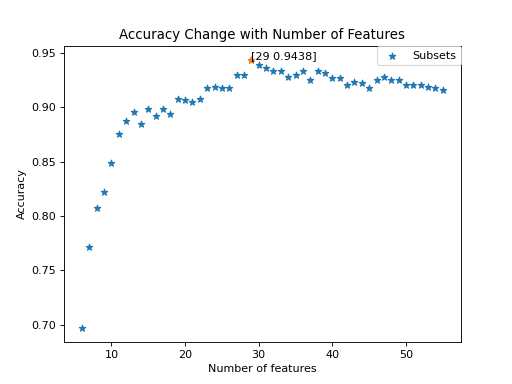 Accuracy Change with Number of Features
[29 0.9438]
Subsets
0.95
0.90
0.85
0.80
0.75
0.70
Accuracy
10 20 30 40 50
Number of features